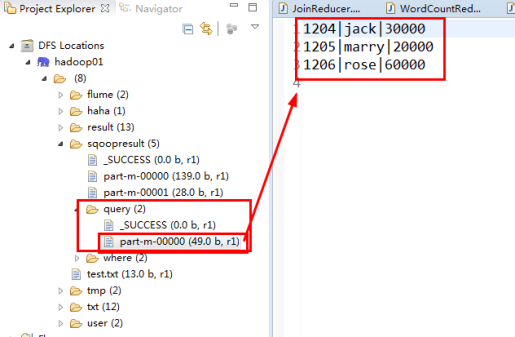 Project Explorer
Navigator
DFS Locations
hadoop01
(8)
flume (2)
haha (1)
result (13)
sqoopresult (5)
_SUCCESS (0.0 b, r1)
part-m-00000 (139.0 b, r1)
part-m-00001 (28.0 b, r1)
query (2)
_SUCCESS (0.0 b, r1)
part-m-00000 (49.0 b, r1)
where (2)
test.txt (13.0 b, r1)
tmp (2)
txt (12)
user (2)
JoinReducer....
WordCountRed...
1 1204|jack|30000
2 1205|marry|20000
3 1206|rose|60000
4